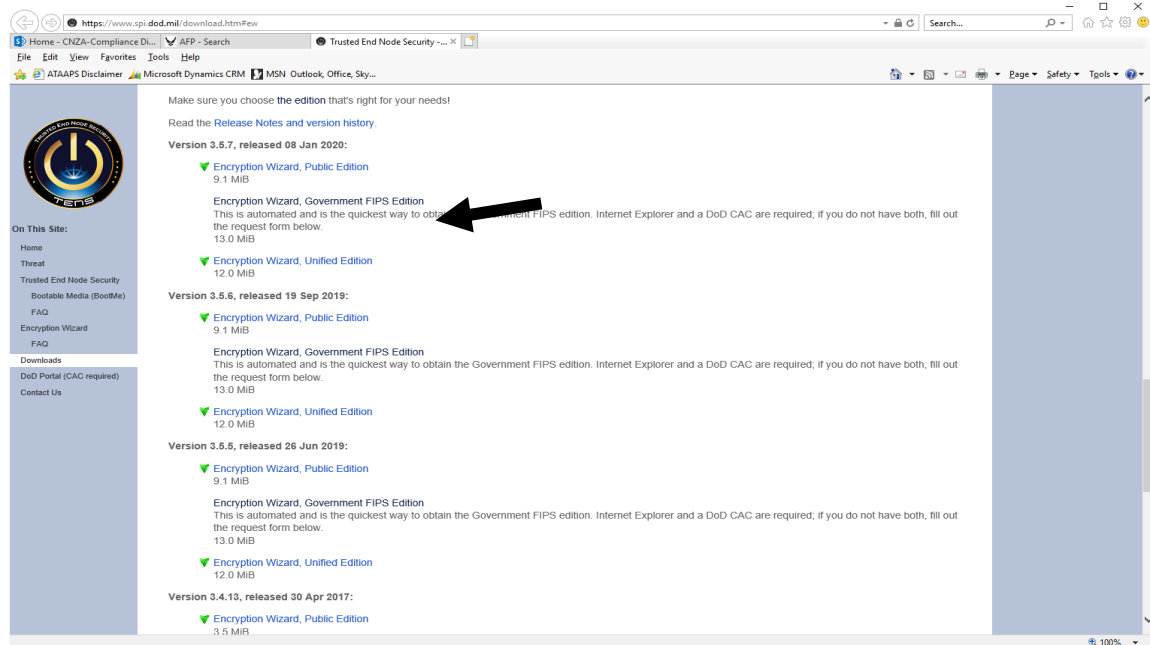 https://www.spi.dod.mil/download.htm#ew
Search...
Home - CNZA-Compliance Di...
AFP - Search
Trusted End Node Security -...
File Edit View Favorites Tools Help
ATAAPS Disclaimer Microsoft Dynamics CRM MSN Outlook, Office, Sky...
Page Safety Tools
TRUSTED END NODE SECURITY
TENS
On This Site:
Home
Threat
Trusted End Node Security
Bootable Media (BootMe)
FAQ
Encryption Wizard
FAQ
Downloads
DoD Portal (CAC required)
Contact Us
Make sure you choose the edition that's right for your needs!
Read the Release Notes and version history.
Version 3.5.7, released 08 Jan 2020:
Encryption Wizard, Public Edition
9.1 MiB
Encryption Wizard, Government FIPS Edition
This is automated and is the quickest way to FIPS edition. Internet Explorer and a DoD CAC are required; if you do not have both, fill out
the request form below.
13.0 MiB
Encryption Wizard, Unified Edition
12.0 MiB
Version 3.5.6, released 19 Sep 2019:
Encryption Wizard, Public Edition
9.1 MiB
Encryption Wizard, Government FIPS Edition
This is automated and is the quickest way to obtain the Government FIPS edition. Internet Explorer and a DoD CAC are required; if you do not have both, fill out
the request form below.
13.0 MiB
Encryption Wizard, Unified Edition
12.0 MiB
Version 3.5.5, released 26 Jun 2019:
Encryption Wizard, Public Edition
9.1 MiB
Encryption Wizard, Government FIPS Edition
This is automated and is the quickest way to obtain the Government FIPS edition. Internet Explorer and a DoD CAC are required; if you do not have both, fill out
the request form below.
13.0 MiB
Encryption Wizard, Unified Edition
12.0 MiB
Version 3.4.13, released 30 Apr 2017:
Encryption Wizard, Public Edition
3.5 MiB
100%